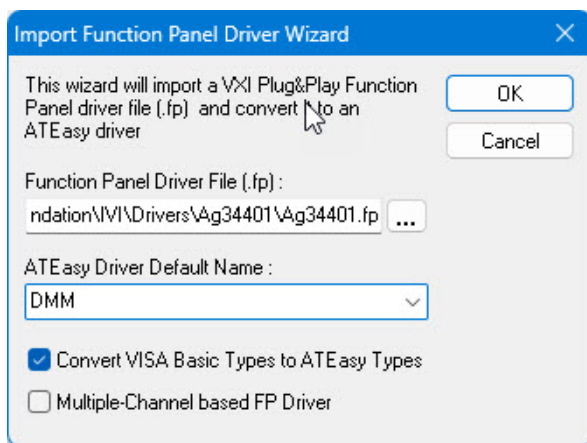 Import Function Panel Driver Wizard
This wizard will import a VXI Plug&Play Function
Panel driver file (.fp) and convert to an
ATEasy driver
OK
Cancel
Function Panel Driver File (.fp) :
ndation\IVI\Drivers\Ag34401\Ag34401.fp
...
ATEasy Driver Default Name :
DMM
Convert VISA Basic Types to ATEasy Types
Multiple-Channel based FP Driver